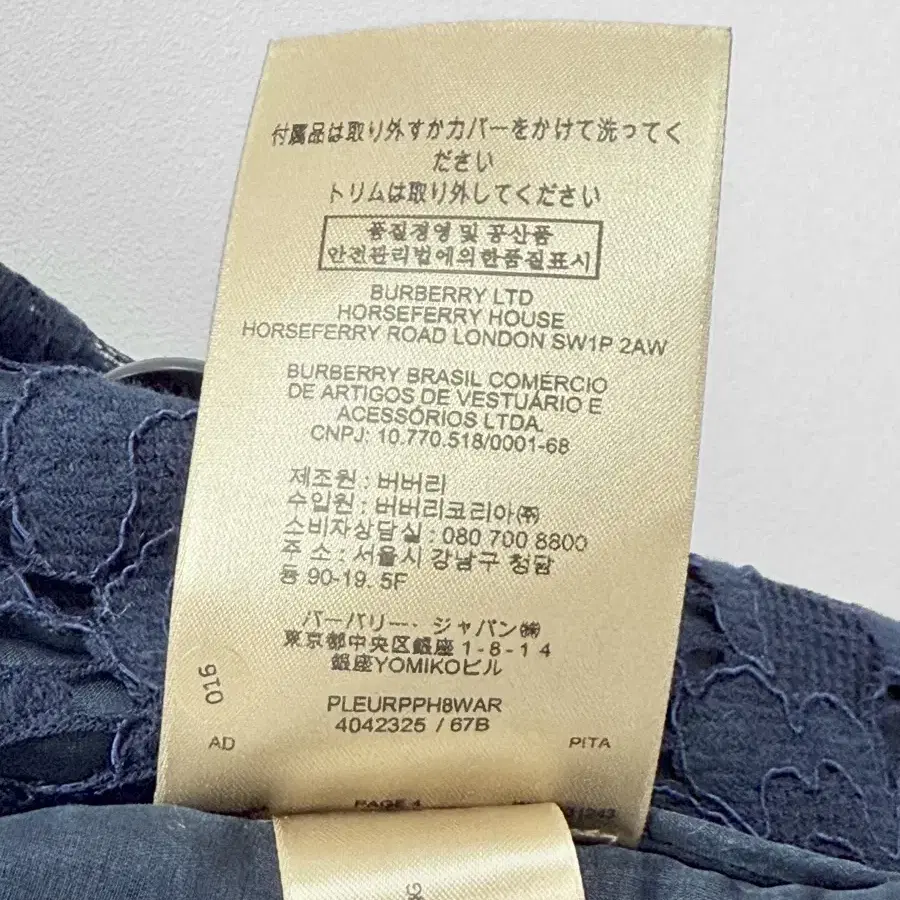 付属品は取り外すか力バーをかけて洗ってく
ださい
トリムは取り外してください
품질경영 및 공산품
안전관리법에의한품질표시
BURBERRY LTD
HORSEFERRY HOUSE
HORSEFERRY ROAD LONDON SW1P 2AW
BURBERRY BRASIL COMÉRCIO
DE ARTIGOS DE VESTUÁRIO E
ACESSÓRIOS LTDA.
CNPJ: 10.770.518/0001-68
제조원 : 버버리
수입원 : 버버리코리아㈜
소비자상담실 : 080 700 8800
주 소 : 서울시 강남구 청담
동 90-19. 5F
バーバリー・ジャパン㈱
東京都中央区銀座 1-8-14
銀座YOMIKOビル
016
PLEURPPH8WAR
4042325 / 67B
AD PITA
PAGE 4